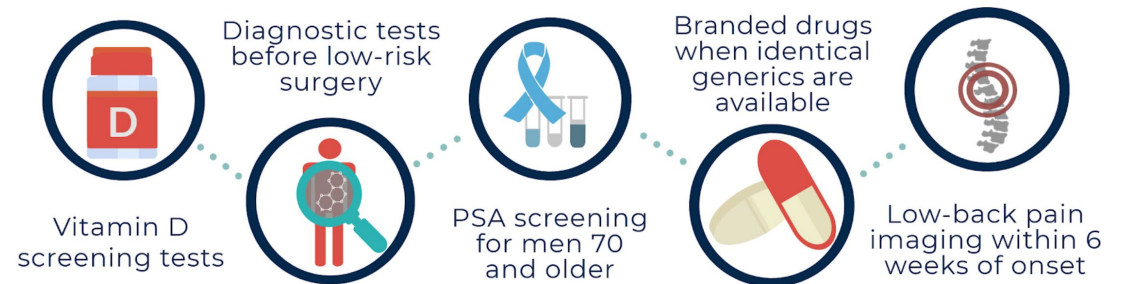 D
Vitamin D
screening tests
Diagnostic tests
before low-risk
surgery
PSA screening
for men 70
and older
Branded drugs
when identical
generics are
available
Low-back pain
imaging within 6
weeks of onset